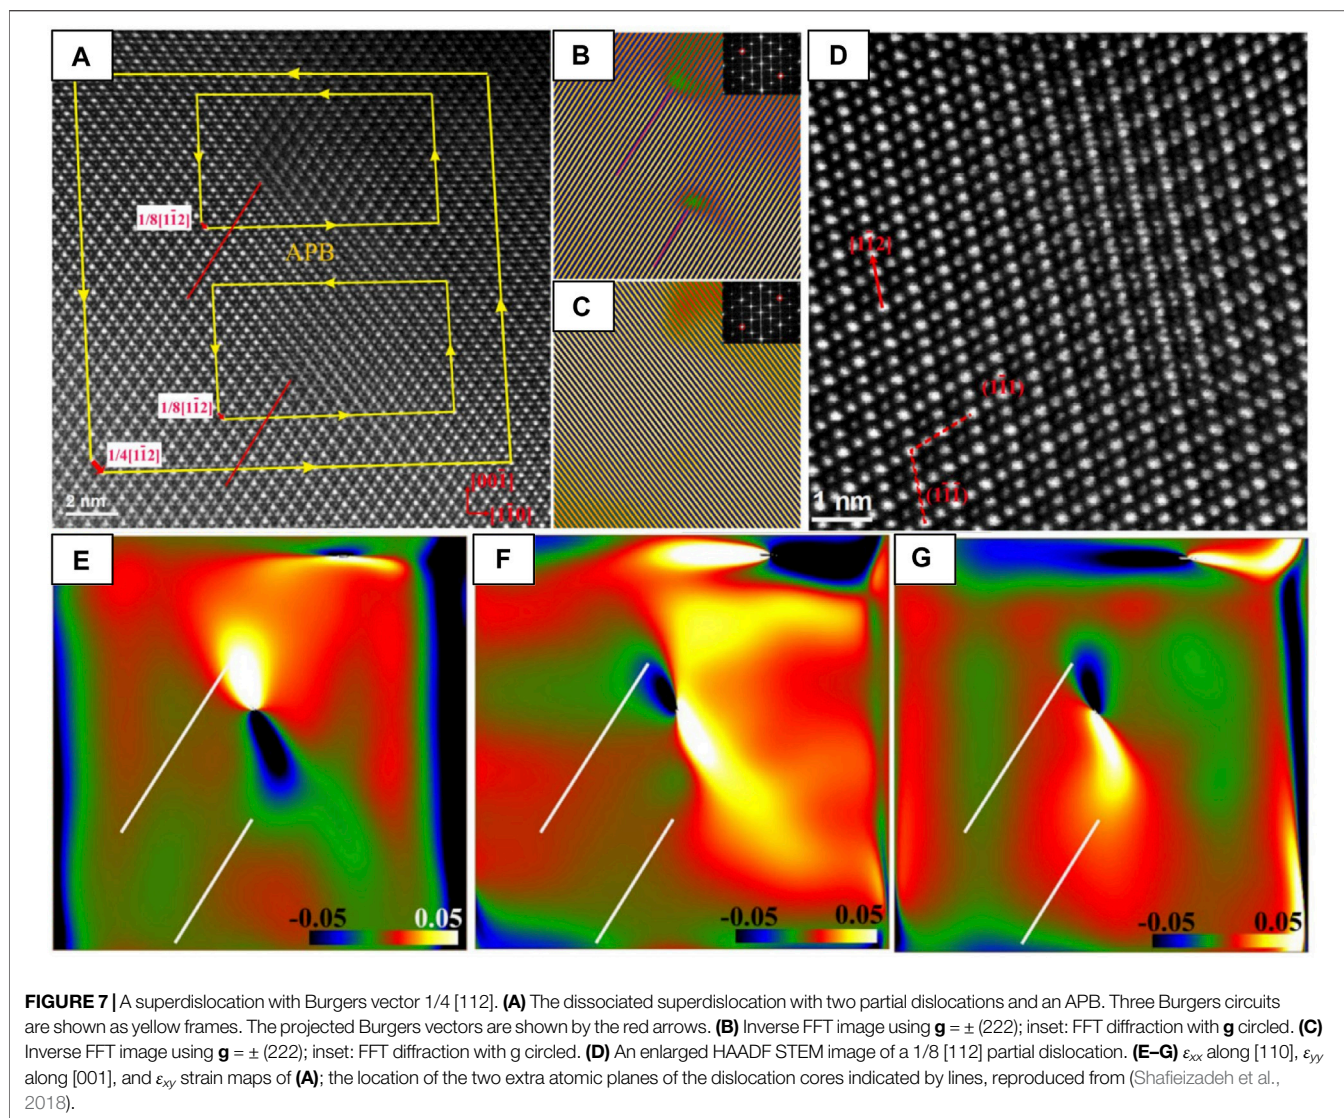 A
1/8[11̄2]
APB
1/8[11̄2]
1/4[11̄2]
2 nm
[001̄]
[11̄0]
B
C
D
[11̄2]
(11̄1)
(11̄1̄)
1 nm
E
-0.05 0.05
F
-0.05 0.05
G
-0.05 0.05
FIGURE 7 | A superdislocation with Burgers vector 1/4 [112]. (A) The dissociated superdislocation with two partial dislocations and an APB. Three Burgers circuits
are shown as yellow frames. The projected Burgers vectors are shown by the red arrows. (B) Inverse FFT image using g = ± (222); inset: FFT diffraction with g circled. (C)
Inverse FFT image using g = ± (222); inset: FFT diffraction with g circled. (D) An enlarged HAADF STEM image of a 1/8 [112] partial dislocation. (E–G) εxx along [110], εyy
along [001], and εxy strain maps of (A); the location of the two extra atomic planes of the dislocation cores indicated by lines, reproduced from (Shafieizadeh et al.,
2018).